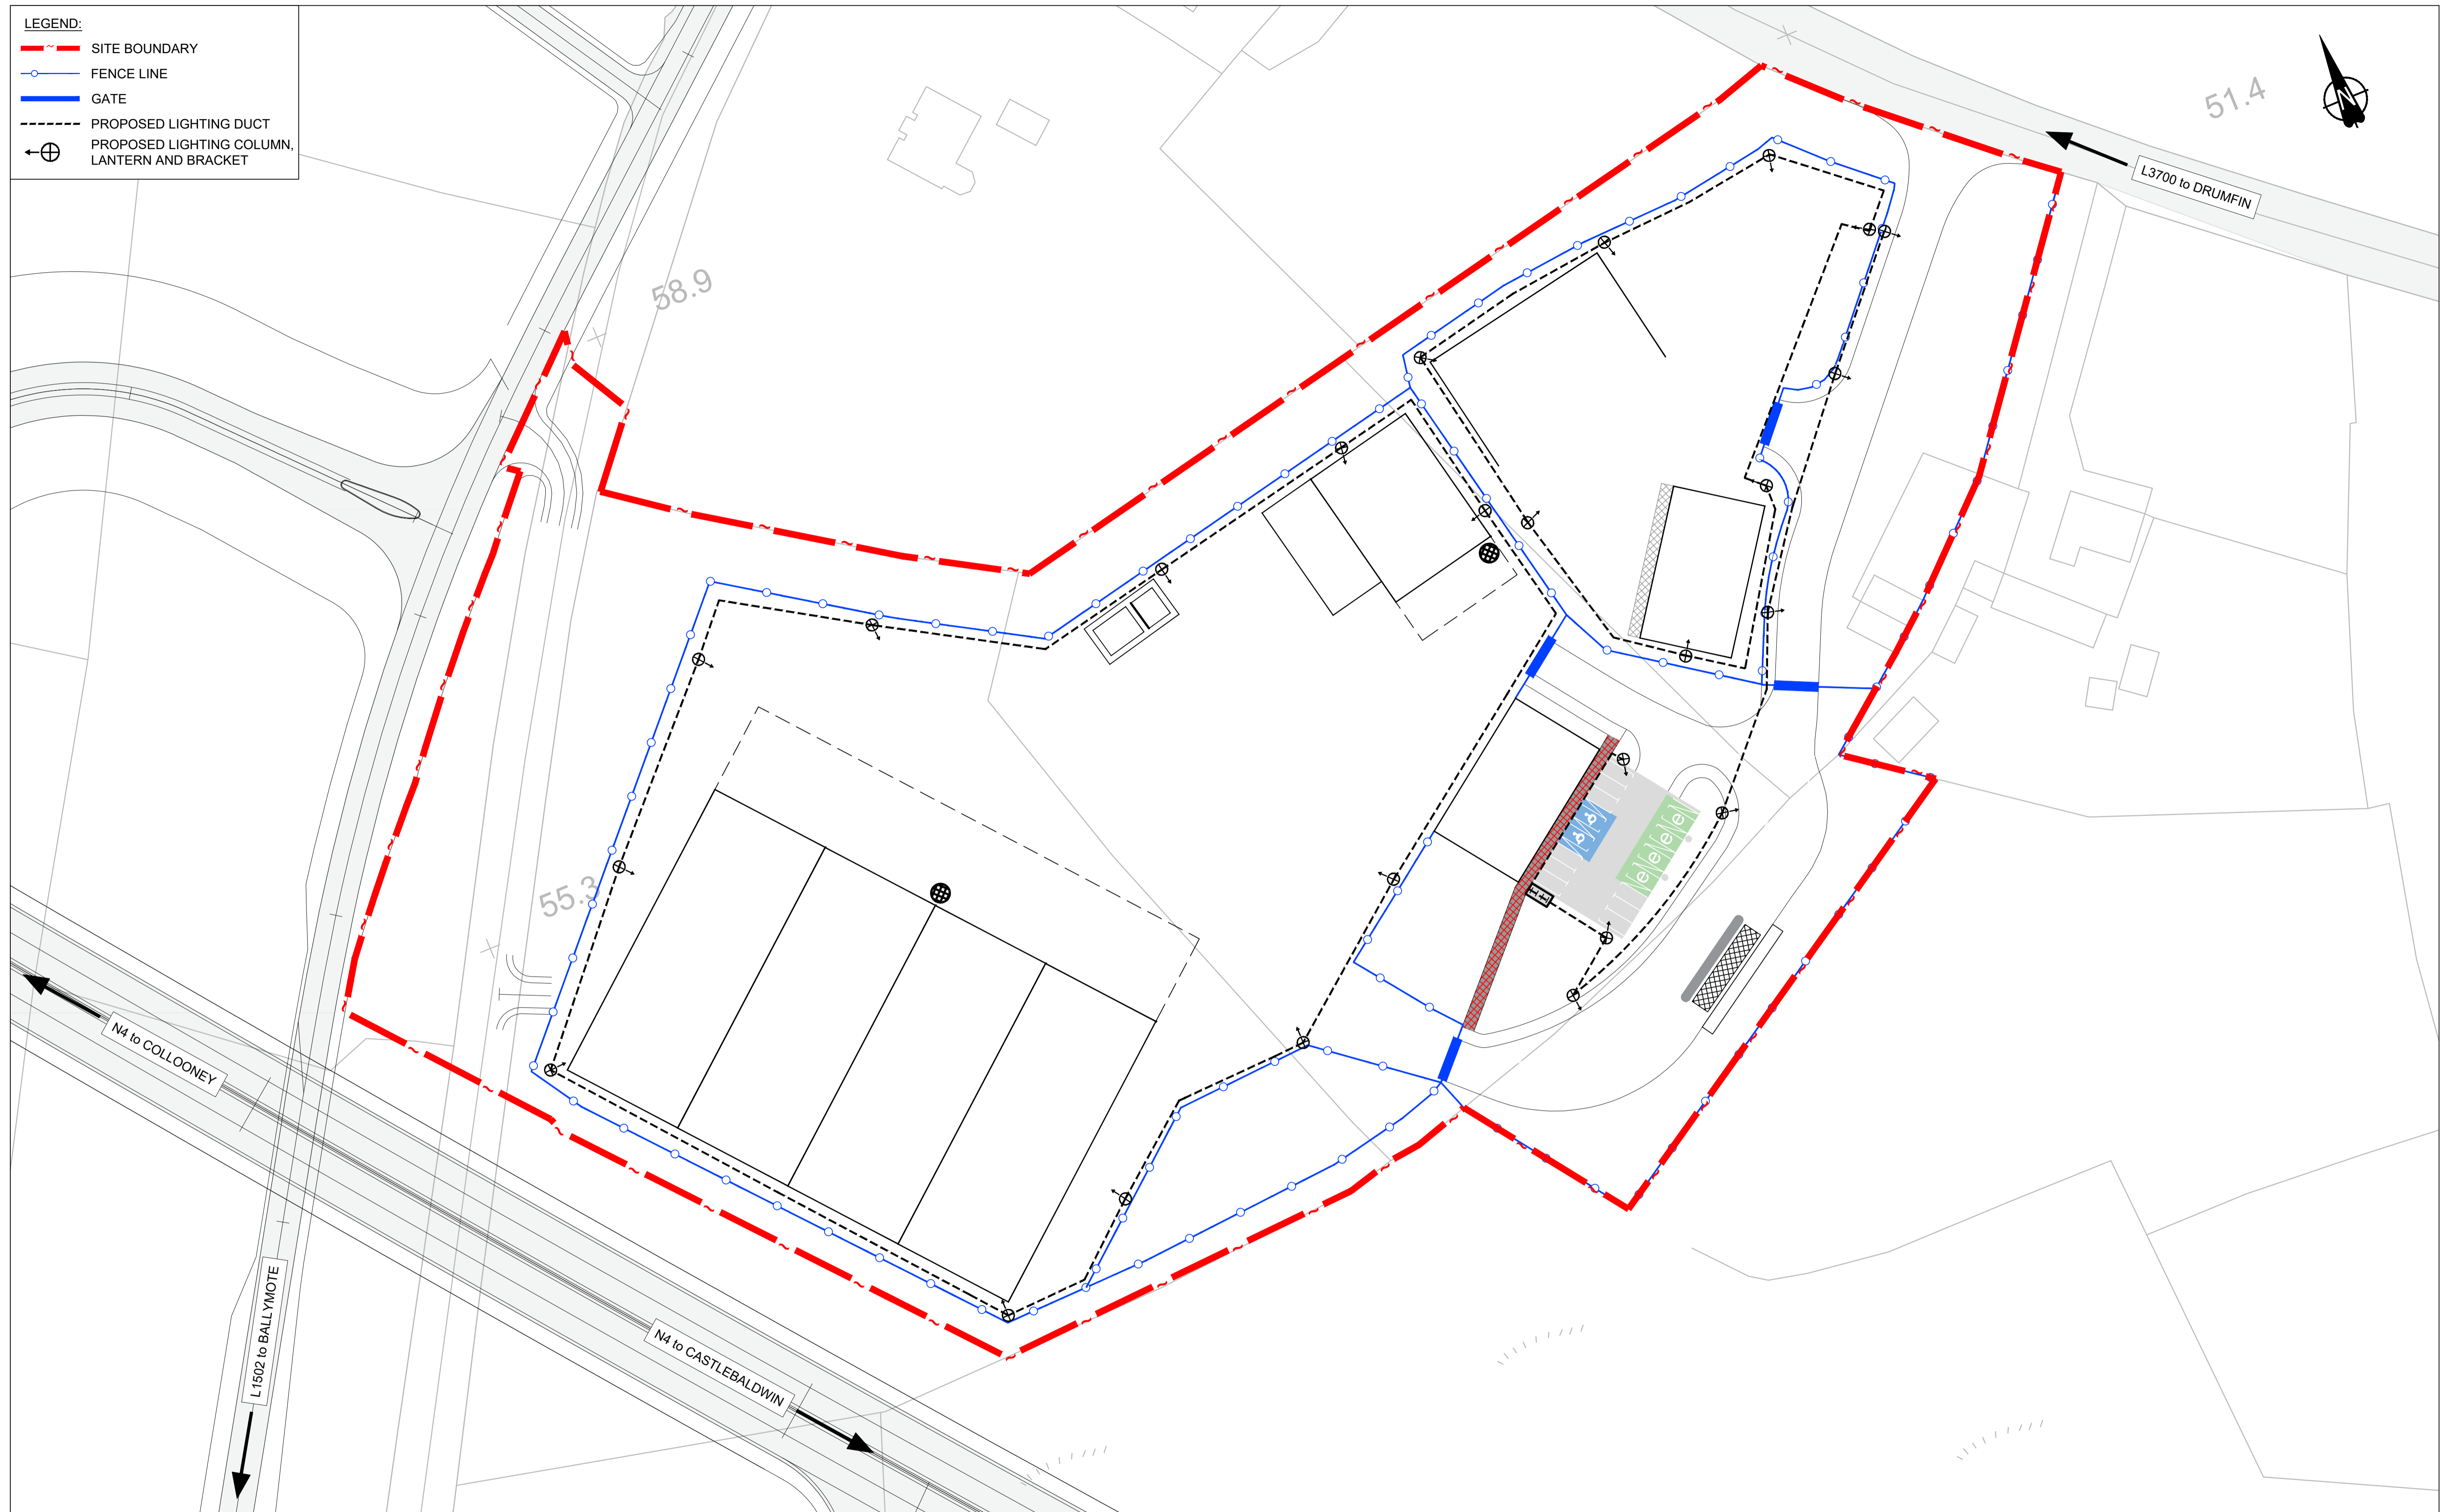 LEGEND:
SITE BOUNDARY
FENCE LINE
GATE
PROPOSED LIGHTING DUCT
PROPOSED LIGHTING COLUMN,
LANTERN AND BRACKET
N
51.4
L3700 to DRUMFIN
58.9
55.3
e
e
e
e
N4 to COLLOONEY
L1502 to BALLYMOTE
N4 to CASTLEBALDWIN